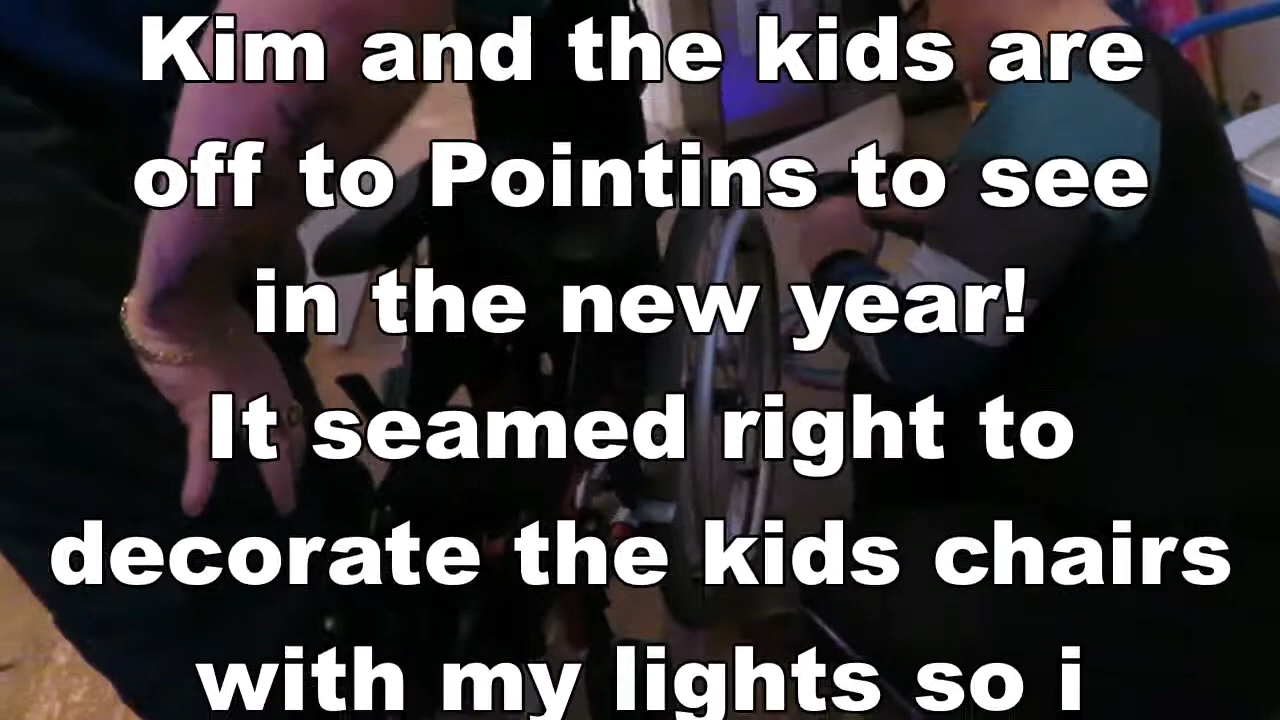 Kim and the kids are
off to Pointins to see
in the new year!
It seamed right to
decorate the kids chairs
with my lights so i